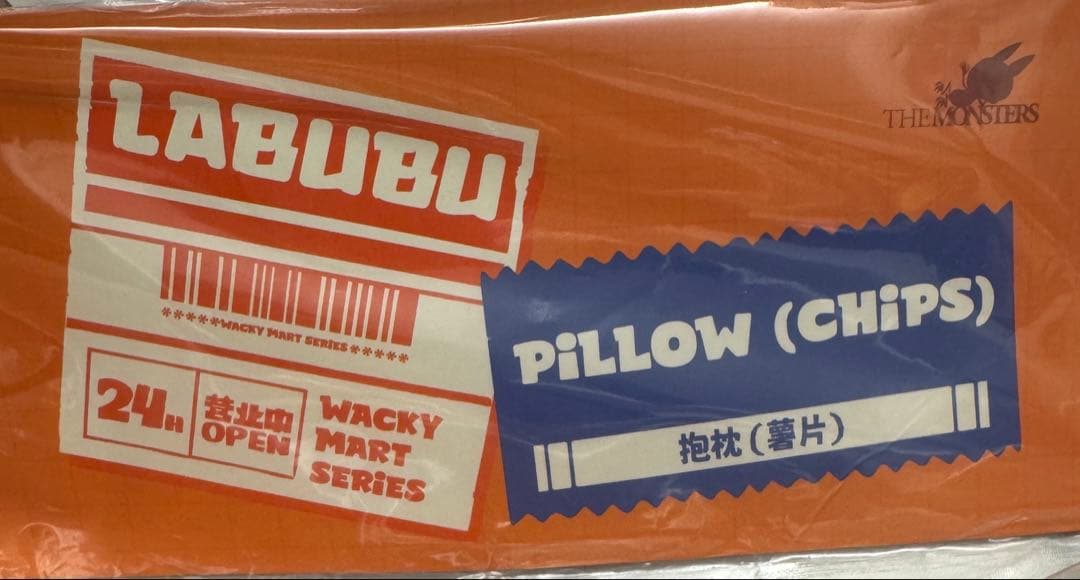 LABUBU
*****WACKY MART SERiES*****
24H
营业中
OPEN
WACKY
MART
SERiES
THE MONSTERS
PiLLOW (CHiPS)
抱枕 (薯片)